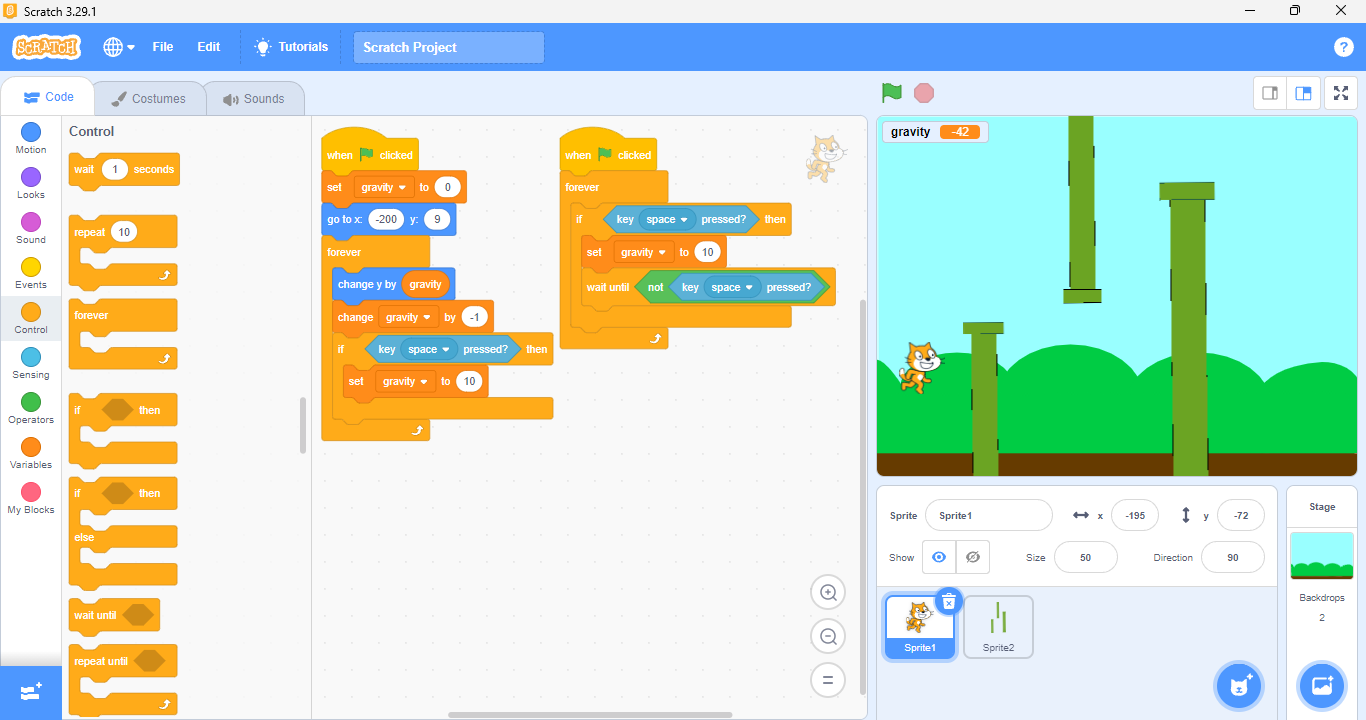 Scratch 3.29.1
SCRATCH File Edit Tutorials Scratch Project ?
Code Costumes Sounds
Motion
Looks
Sound
Events
Control
Sensing
Operators
Variables
My Blocks
Control
wait 1 seconds
repeat 10
forever
if then
if then
else
wait until
repeat until
when clicked
set gravity to 0
go to x: -200 y: 9
forever
change y by gravity
change gravity by -1
if key space pressed? then
set gravity to 10
when clicked
forever
if key space pressed? then
set gravity to 10
wait until not key space pressed?
gravity -42
Sprite Sprite1 x -195 y -72
Show Size 50 Direction 90
Sprite1 Sprite2
Stage
Backdrops
2